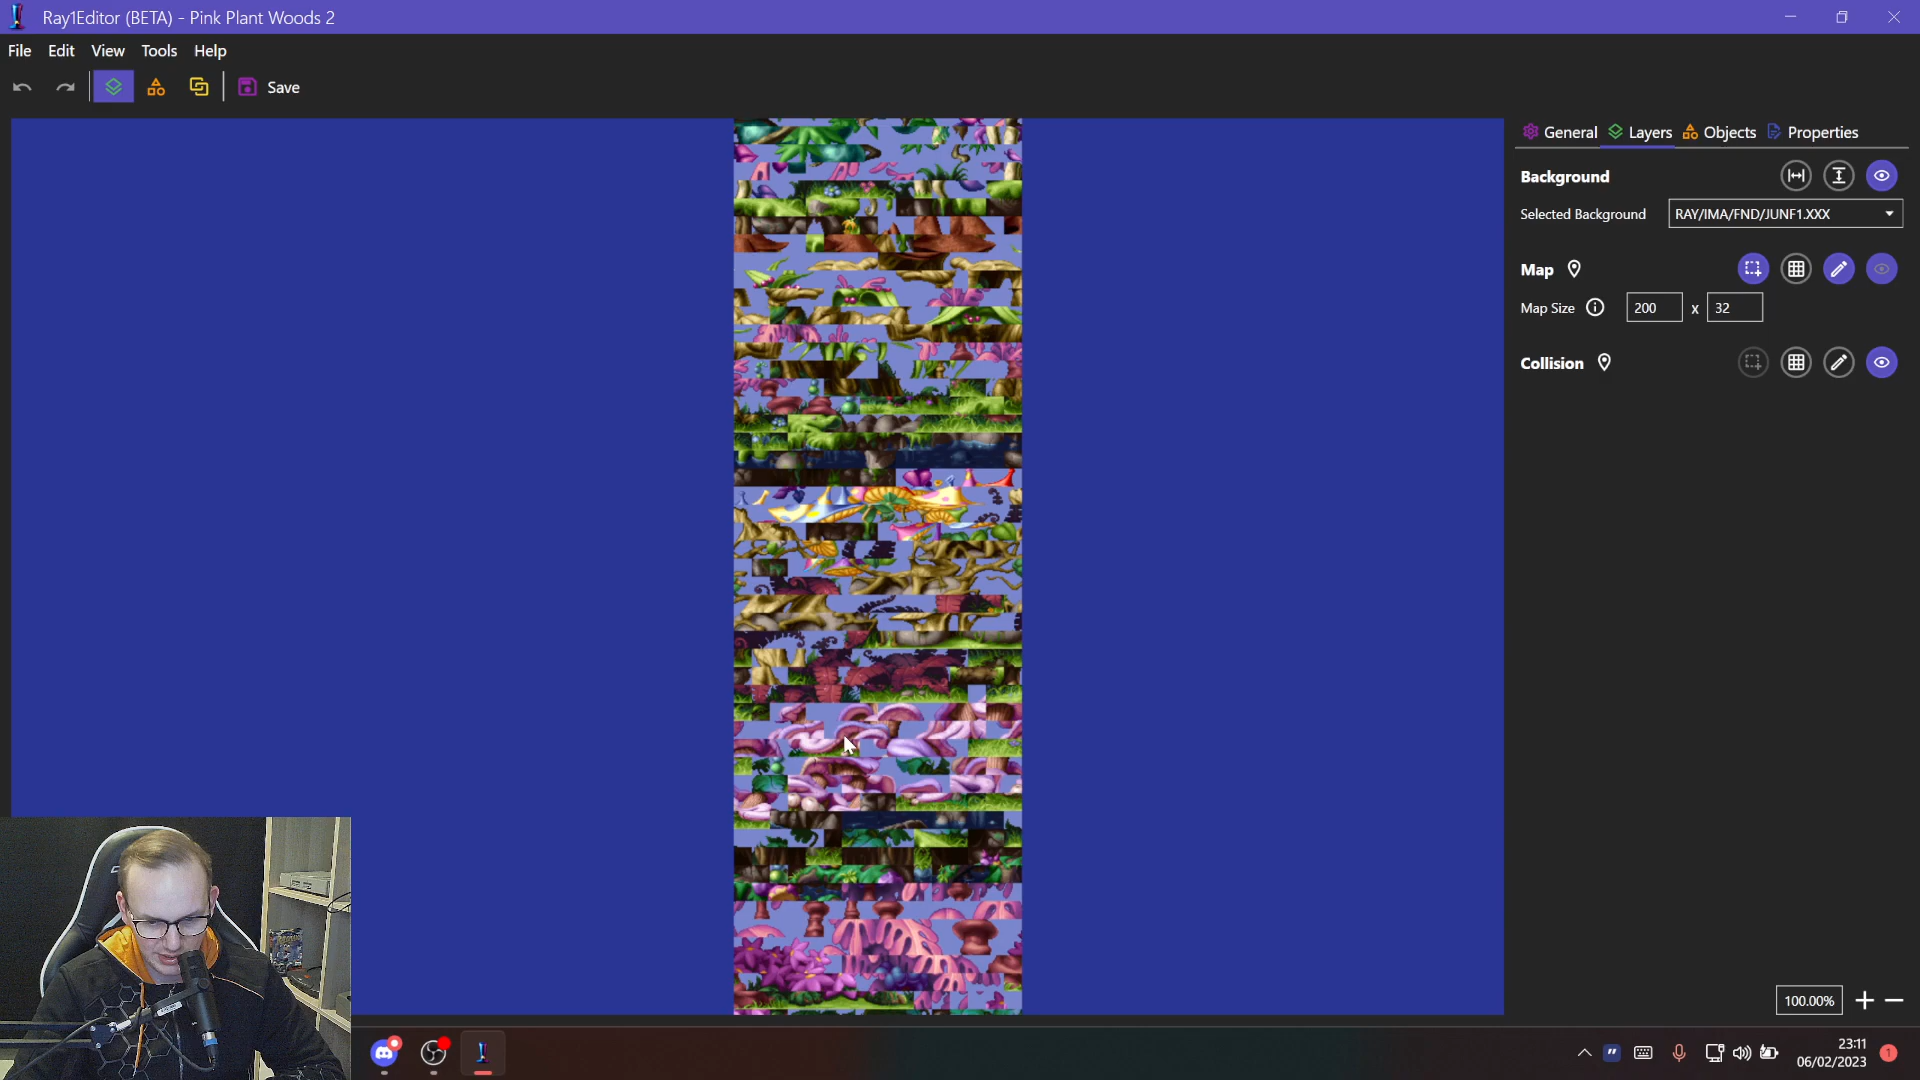 Ray1Editor (BETA) - Pink Plant Woods 2
File Edit View Tools Help
Save
General Layers Objects Properties
Background
Selected Background RAY/IMA/FND/JUNF1.XXX
Map
Map Size 200 x 32
Collision
100.00%
23:11
06/02/2023
1